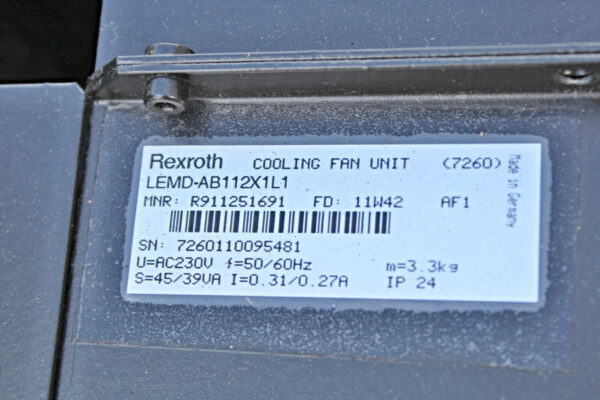 Rexroth COOLING FAN UNIT (7260)
LEMD-AB112X1L1
MNR: R911251691 FD: 11W42 AF1
SN: 7260110095481
U=AC230V f=50/60Hz m=3.3kg
S=45/39VA I=0.31/0.27A IP 24
Made in Germany